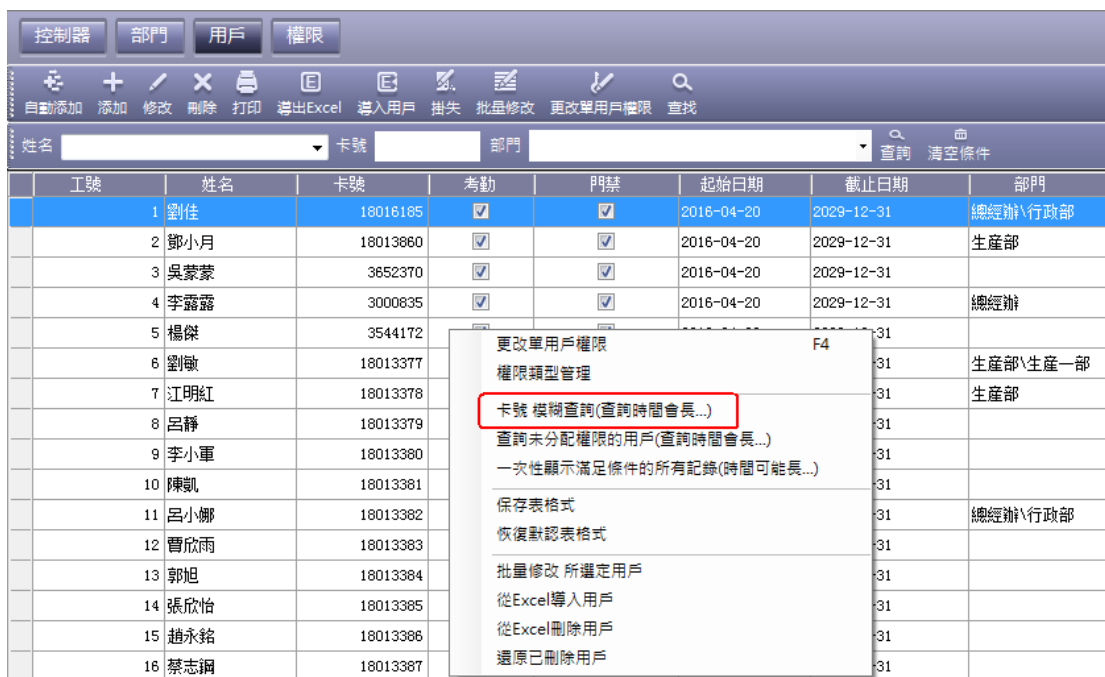 控制器 部門 用戶 權限
自動添加 添加 修改 刪除 打印 導出Excel 導入用戶 掛失 批量修改 更改單用戶權限 查找
姓名 卡號 部門 查詢 清空條件
工號 姓名 卡號 考勤 門禁 起始日期 截止日期 部門
1 劉佳 18016185 2016-04-20 2029-12-31 總經辦\行政部
2 鄧小月 18013860 2016-04-20 2029-12-31 生産部
3 吳蒙蒙 3652370 2016-04-20 2029-12-31
4 李露露 3000835 2016-04-20 2029-12-31 總經辦
5 楊傑 3544172 -31
更改單用戶權限 F4
6 劉敏 18013377 -31 生産部\生産一部
權限類型管理
7 江明紅 18013378 -31 生産部
卡號 模糊查詢(查詢時間會長...)
8 呂靜 18013379 -31
查詢未分配權限的用戶(查詢時間會長...)
9 李小軍 18013380 -31
一次性顯示滿足條件的所有記錄(時間可能長...)
10 陳凱 18013381 -31
保存表格式
11 呂小娜 18013382 -31 總經辦\行政部
恢復默認表格式
12 曹欣雨 18013383 -31
批量修改 所選定用戶
13 郭旭 18013384 -31
從Excel導入用戶
14 張欣怡 18013385 -31
從Excel刪除用戶
15 趙永銘 18013386 -31
還原已刪除用戶
16 蔡志鋼 18013387 -31